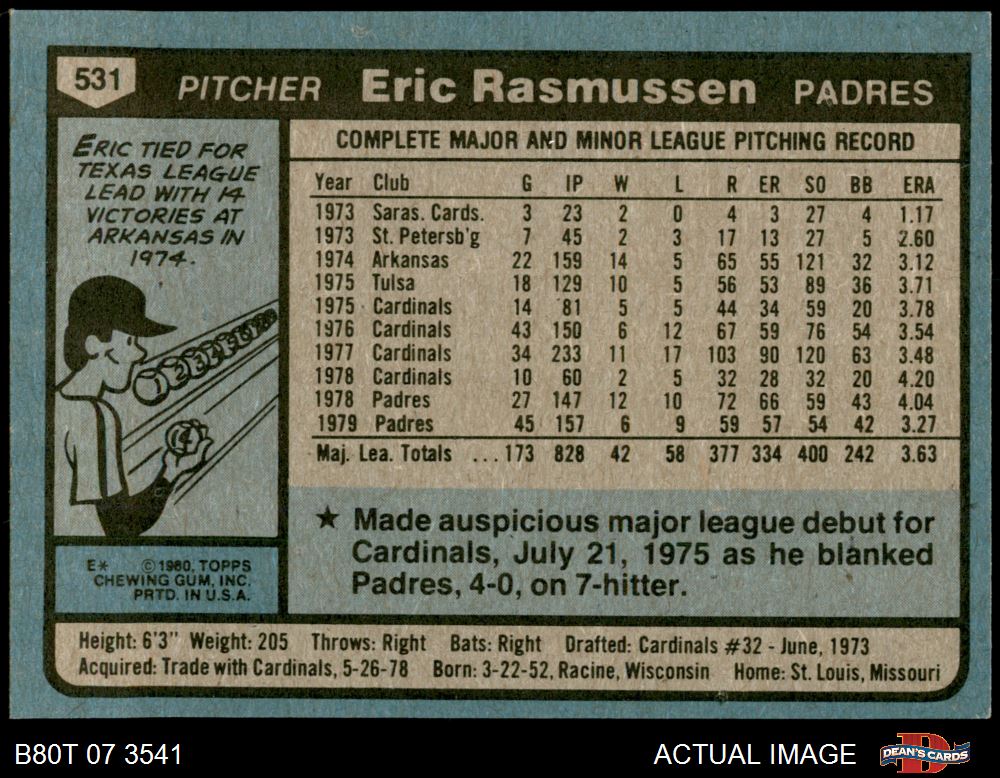 531 PITCHER Eric Rasmussen PADRES
ERIC TIED FOR
TEXAS LEAGUE
LEAD WITH 14
VICTORIES AT
ARKANSAS IN
1974.
4
E* ©1980, TOPPS
CHEWING GUM, INC.
PRTD. IN U.S.A.
COMPLETE MAJOR AND MINOR LEAGUE PITCHING RECORD
Year Club G IP W L R ER SO BB ERA
1973 Saras. Cards. 3 23 2 0 4 3 27 4 1.17
1973 St. Petersb'g 7 45 2 3 17 13 27 5 2.60
1974 Arkansas 22 159 14 5 65 55 121 32 3.12
1975 Tulsa 18 129 10 5 56 53 89 36 3.71
1975 Cardinals 14 81 5 5 44 34 59 20 3.78
1976 Cardinals 43 150 6 12 67 59 76 54 3.54
1977 Cardinals 34 233 11 17 103 90 120 63 3.48
1978 Cardinals 10 60 2 5 32 28 32 20 4.20
1978 Padres 27 147 12 10 72 66 59 43 4.04
1979 Padres 45 157 6 9 59 57 54 42 3.27
Maj. Lea. Totals ...173 828 42 58 377 334 400 242 3.63
★ Made auspicious major league debut for
Cardinals, July 21, 1975 as he blanked
Padres, 4-0, on 7-hitter.
Height: 6'3" Weight: 205 Throws: Right Bats: Right Drafted: Cardinals #32 - June, 1973
Acquired: Trade with Cardinals, 5-26-78 Born: 3-22-52, Racine, Wisconsin Home: St. Louis, Missouri
B80T 07 3541 ACTUAL IMAGE DEAN'S CARDS